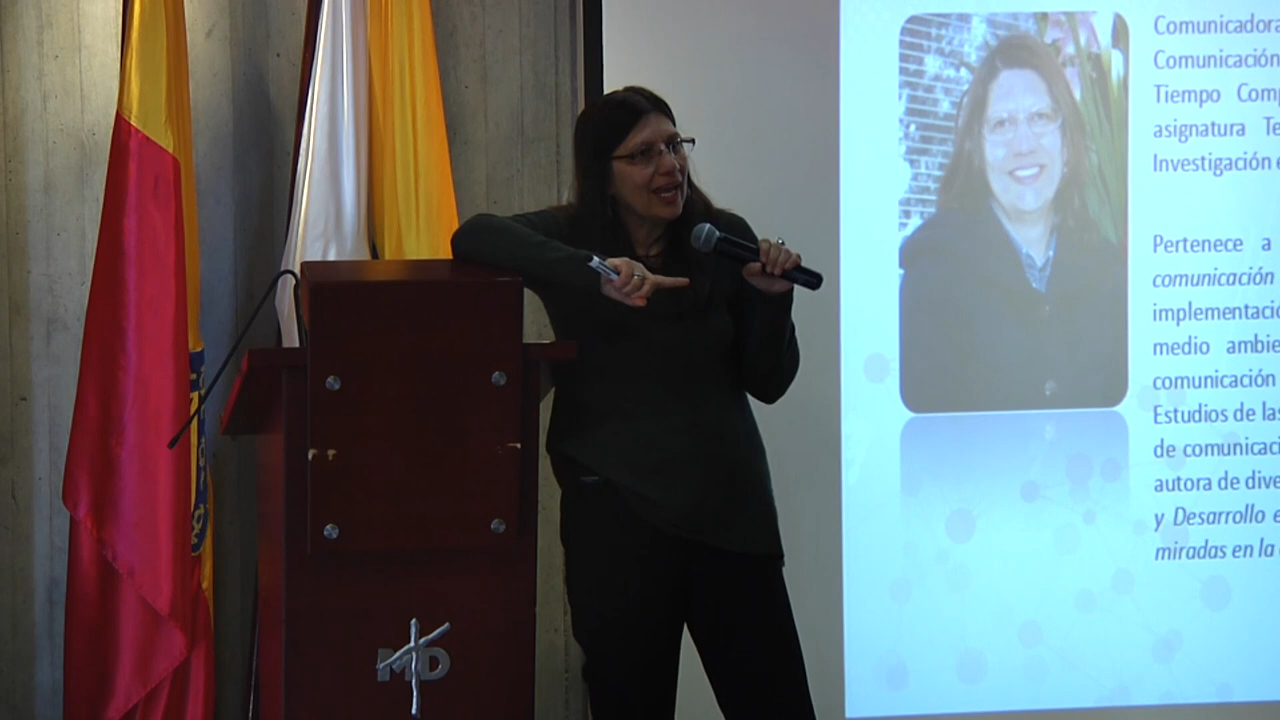 MD
Comunicadora
Comunicación
Tiempo Comp
asignatura Te
Investigación
Pertenece a
comunicación
implementació
medio ambie
comunicación
Estudios de las
de comunicaci
autora de dive
y Desarrollo e
miradas en la